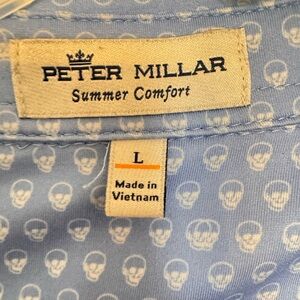 PETER MILLAR
Summer Comfort
L
Made in
Vietnam